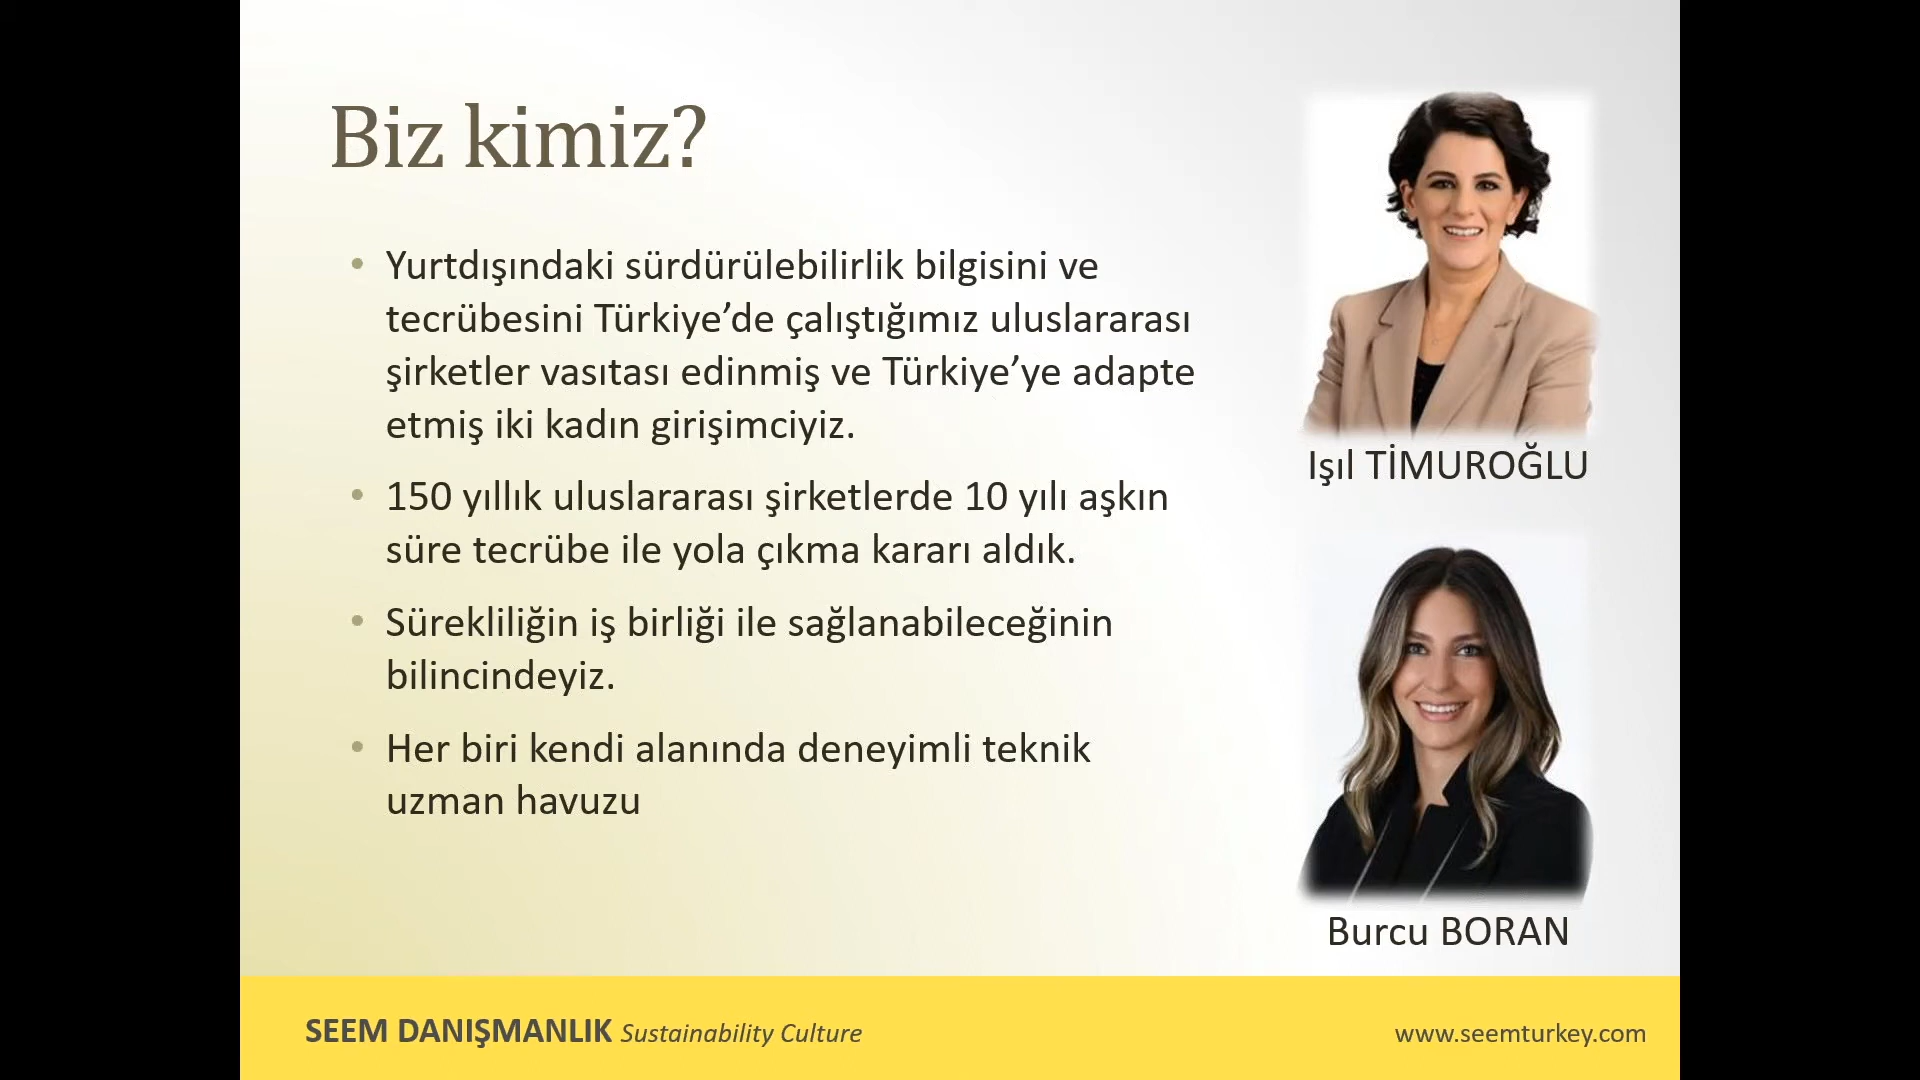 Biz kimiz?
• Yurtdışındaki sürdürülebilirlik bilgisini ve
tecrübesini Türkiye’de çalıştığımız uluslararası
şirketler vasıtası edinmiş ve Türkiye’ye adapte
etmiş iki kadın girişimciyiz.
• 150 yıllık uluslararası şirketlerde 10 yılı aşkın
süre tecrübe ile yola çıkma kararı aldık.
• Sürekliliğin iş birliği ile sağlanabileceğinin
bilincindeyiz.
• Her biri kendi alanında deneyimli teknik
uzman havuzu
Işıl TİMUROĞLU
Burcu BORAN
SEEM DANIŞMANLIK Sustainability Culture
www.seemturkey.com